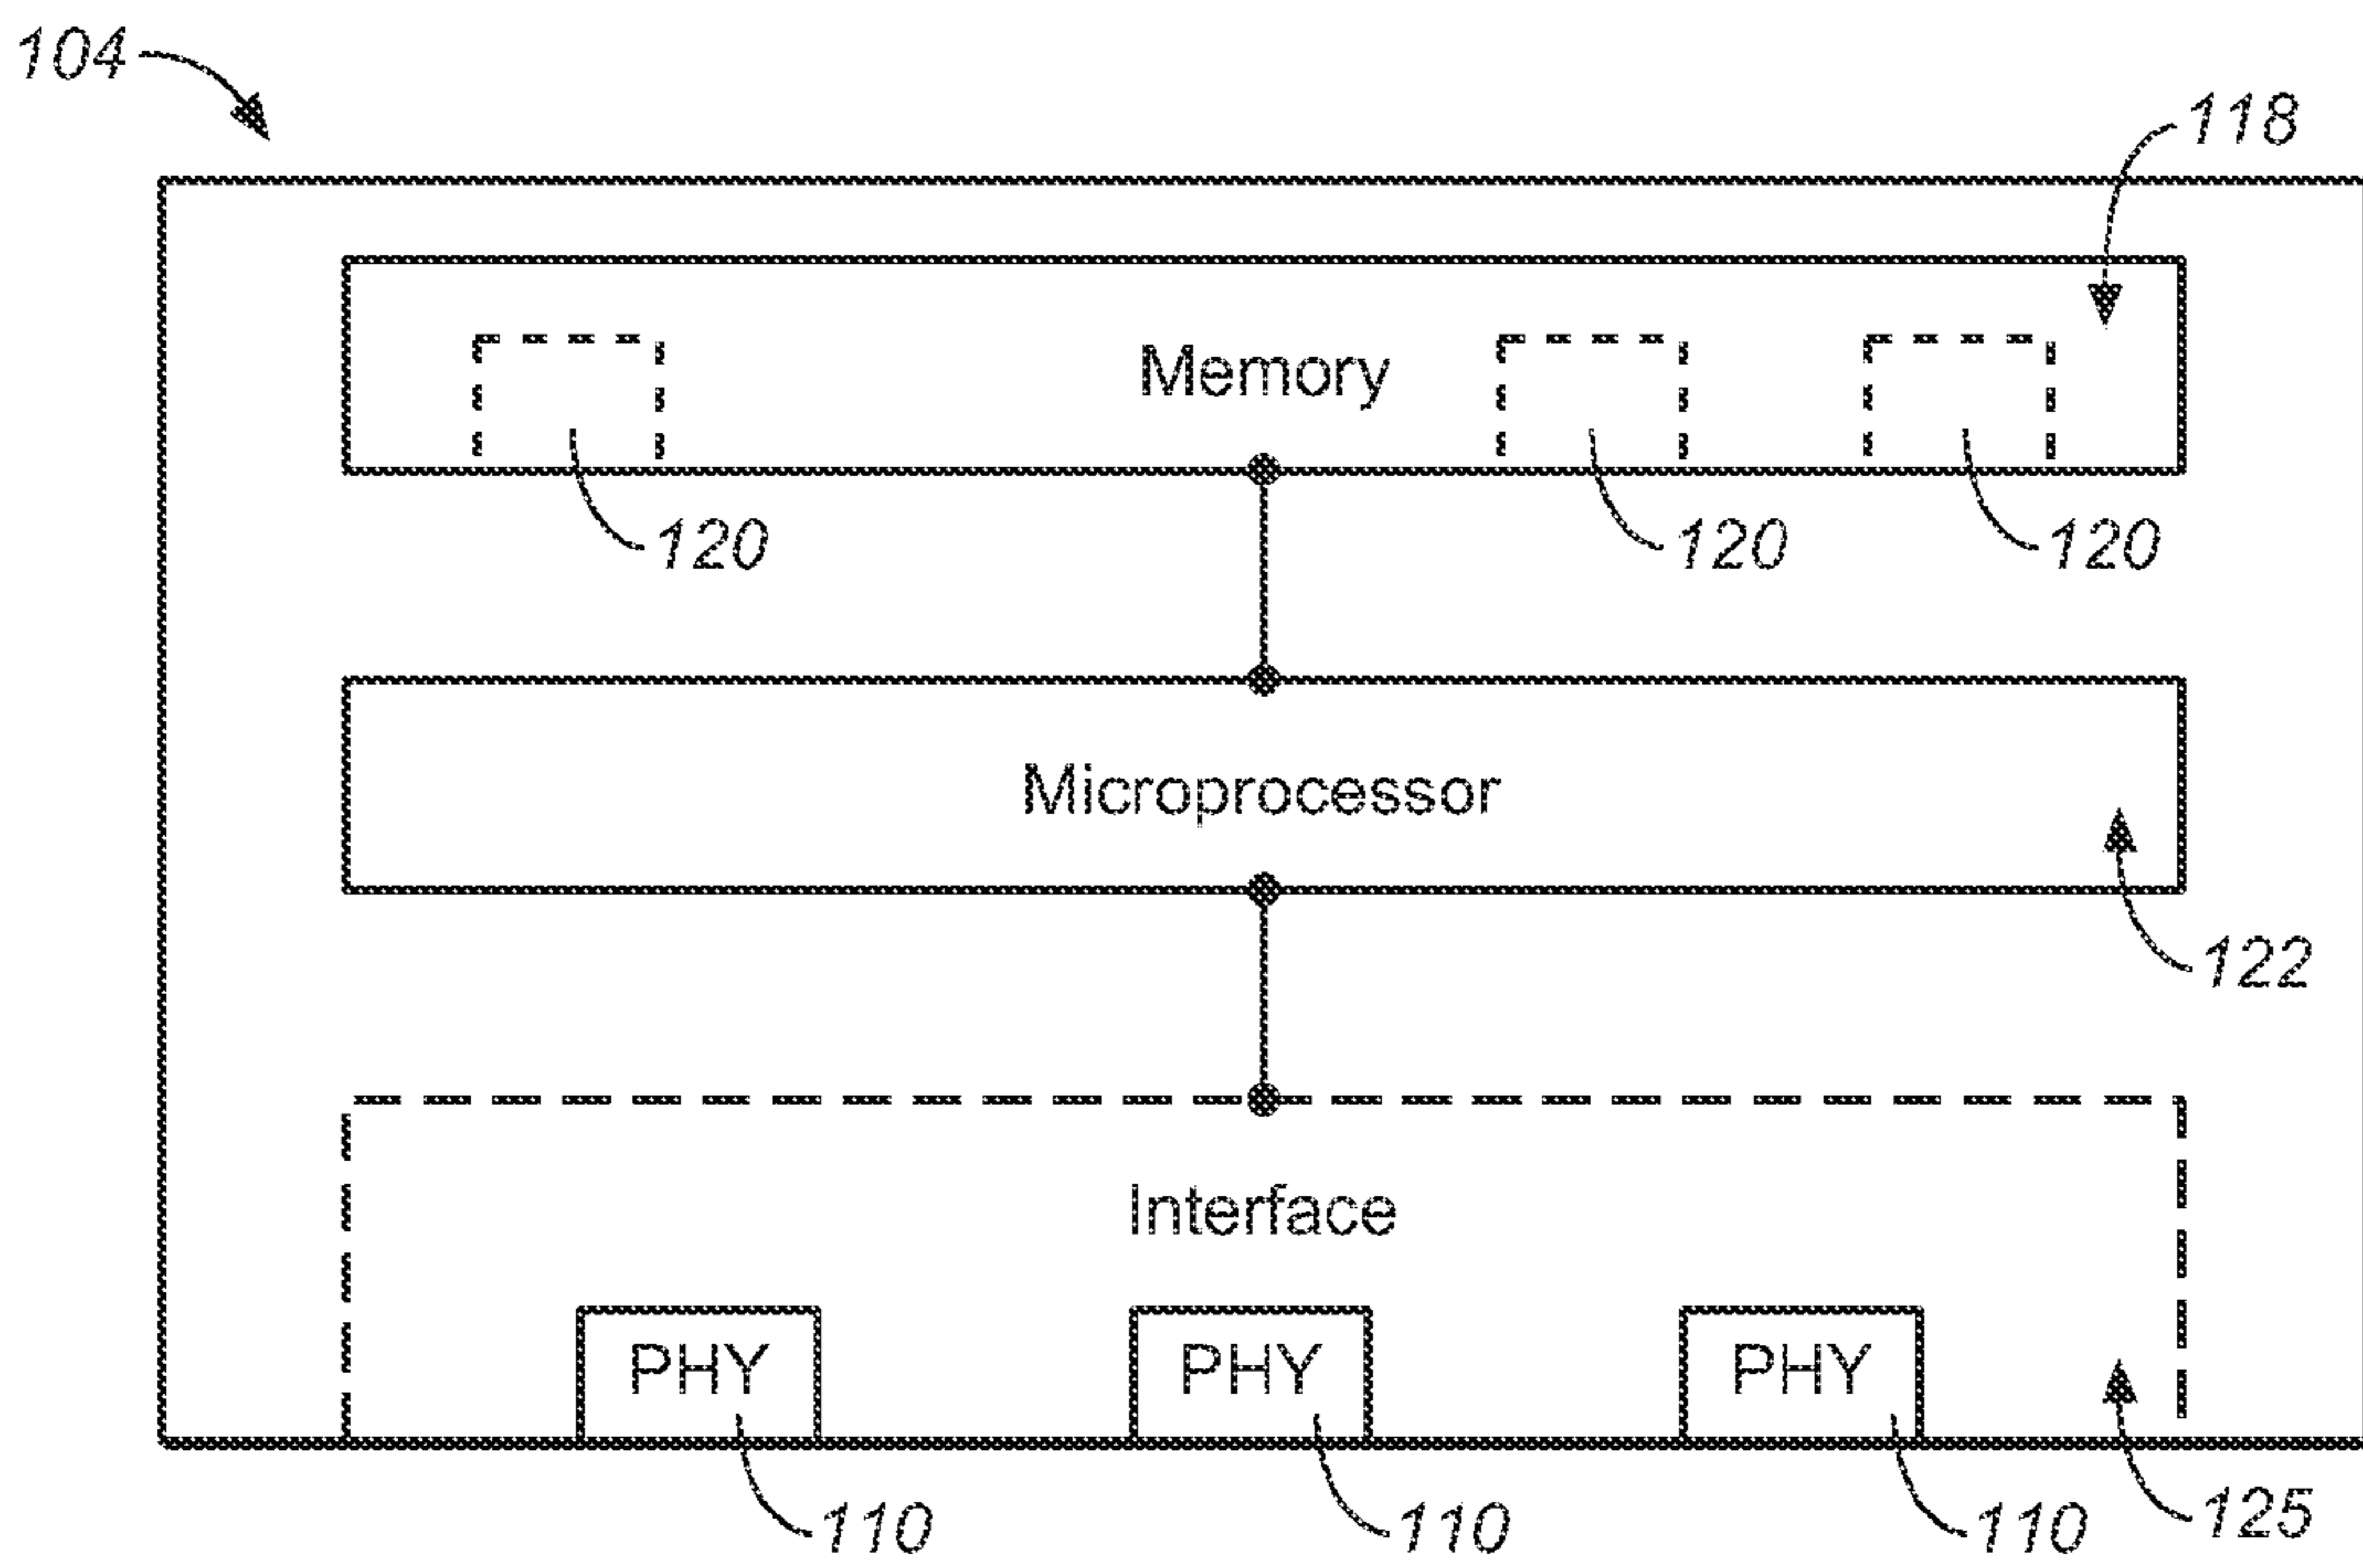 104
118
Memory
120 120 120
Microprocessor
122
Interface
PHY PHY PHY
110 110 110 125